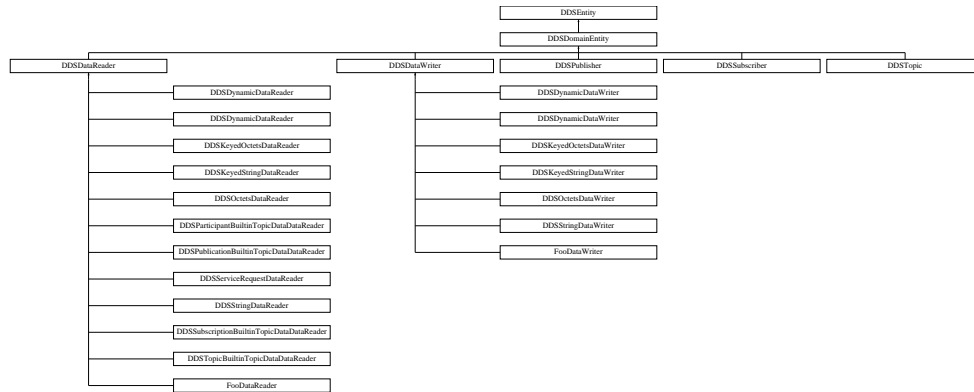 DDSEntity
DDSDomainEntity
DDSDataReader
DDSDataWriter
DDSPublisher
DDSSubscriber
DDSTopic
DDSDynamicDataReader
DDSDynamicDataReader
DDSKeyedOctetsDataReader
DDSKeyedStringDataReader
DDSOctetsDataReader
DDSParticipantBuiltinTopicDataDataReader
DDSPublicationBuiltinTopicDataDataReader
DDSServiceRequestDataReader
DDSStringDataReader
DDSSubscriptionBuiltinTopicDataDataReader
DDSTopicBuiltinTopicDataDataReader
FooDataReader
DDSDynamicDataWriter
DDSDynamicDataWriter
DDSKeyedOctetsDataWriter
DDSKeyedStringDataWriter
DDSOctetsDataWriter
DDSStringDataWriter
FooDataWriter